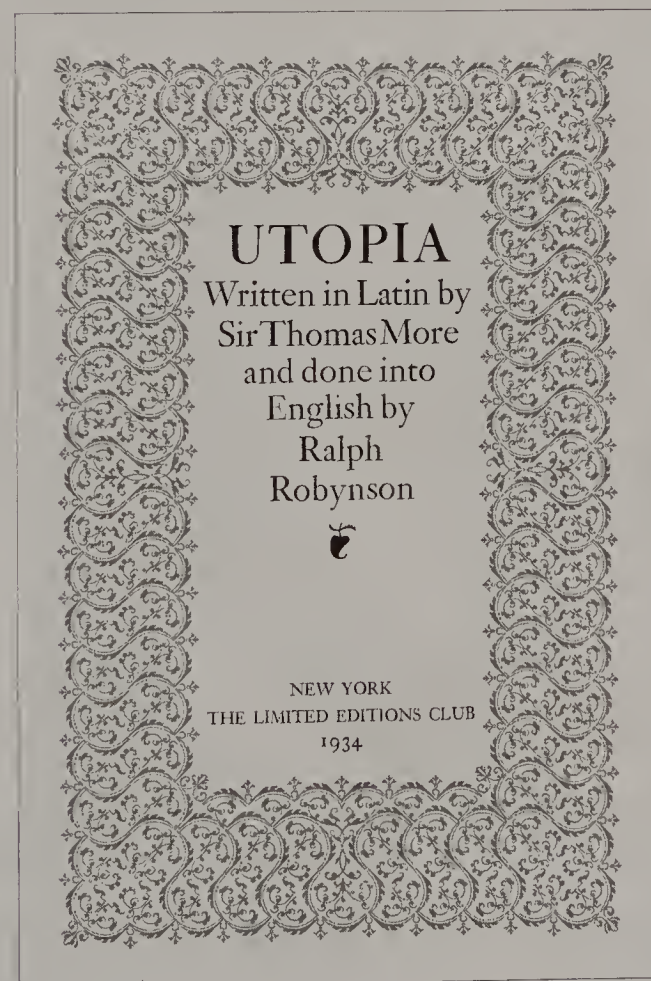 UTOPIA
Written in Latin by
Sir Thomas More
and done into
English by
Ralph
Robynson
NEW YORK
THE LIMITED EDITIONS CLUB
1934